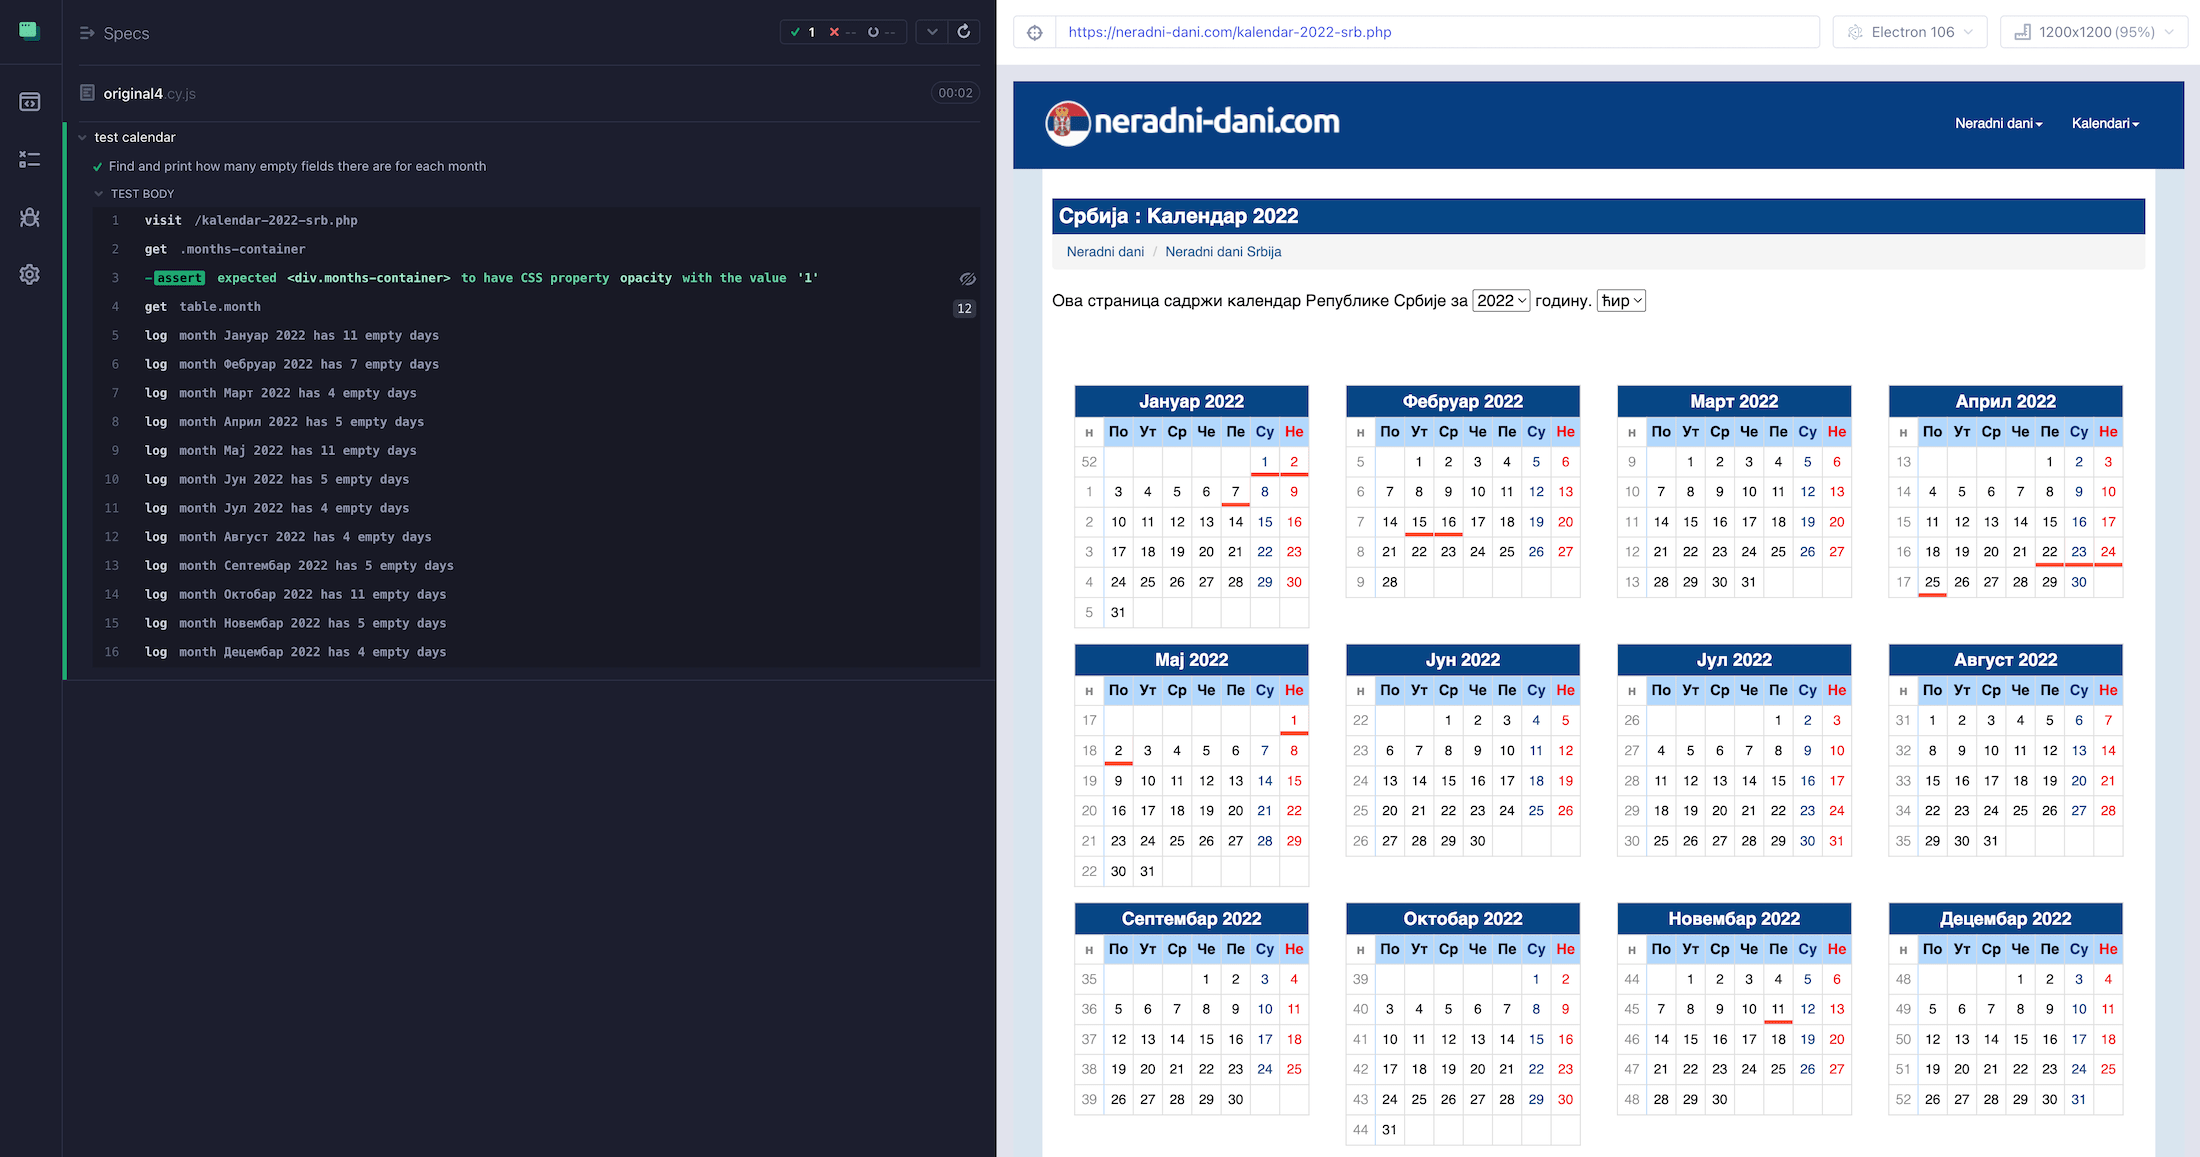 Specs
1 -- --
original4.cy.js
00:02
test calendar
Find and print how many empty fields there are for each month
TEST BODY
1 visit /kalendar-2022-srb.php
2 get .months-container
3 -assert expected <div.months-container> to have CSS property opacity with the value '1'
4 get table.month 12
5 log month Јануар 2022 has 11 empty days
6 log month Фебруар 2022 has 7 empty days
7 log month Март 2022 has 4 empty days
8 log month Април 2022 has 5 empty days
9 log month Мај 2022 has 11 empty days
10 log month Јун 2022 has 5 empty days
11 log month Јул 2022 has 4 empty days
12 log month Август 2022 has 4 empty days
13 log month Септембар 2022 has 5 empty days
14 log month Октобар 2022 has 11 empty days
15 log month Новембар 2022 has 5 empty days
16 log month Децембар 2022 has 4 empty days
https://neradni-dani.com/kalendar-2022-srb.php
Electron 106
1200x1200 (95%)
neradni-dani.com
Neradni dani
Kalendari
Србија : Календар 2022
Neradni dani / Neradni dani Srbija
Ова страница садржи календар Републике Србије за 2022 годину. ћир
Јануар 2022
н По Ут Ср Че Пе Су Не
52 1 2
1 3 4 5 6 7 8 9
2 10 11 12 13 14 15 16
3 17 18 19 20 21 22 23
4 24 25 26 27 28 29 30
5 31
Фебруар 2022
н По Ут Ср Че Пе Су Не
5 1 2 3 4 5 6
6 7 8 9 10 11 12 13
7 14 15 16 17 18 19 20
8 21 22 23 24 25 26 27
9 28
Март 2022
н По Ут Ср Че Пе Су Не
9 1 2 3 4 5 6
10 7 8 9 10 11 12 13
11 14 15 16 17 18 19 20
12 21 22 23 24 25 26 27
13 28 29 30 31
Април 2022
н По Ут Ср Че Пе Су Не
13 1 2 3
14 4 5 6 7 8 9 10
15 11 12 13 14 15 16 17
16 18 19 20 21 22 23 24
17 25 26 27 28 29 30
Мај 2022
н По Ут Ср Че Пе Су Не
17 1
18 2 3 4 5 6 7 8
19 9 10 11 12 13 14 15
20 16 17 18 19 20 21 22
21 23 24 25 26 27 28 29
22 30 31
Јун 2022
н По Ут Ср Че Пе Су Не
22 1 2 3 4 5
23 6 7 8 9 10 11 12
24 13 14 15 16 17 18 19
25 20 21 22 23 24 25 26
26 27 28 29 30
Јул 2022
н По Ут Ср Че Пе Су Не
26 1 2 3
27 4 5 6 7 8 9 10
28 11 12 13 14 15 16 17
29 18 19 20 21 22 23 24
30 25 26 27 28 29 30 31
Август 2022
н По Ут Ср Че Пе Су Не
31 1 2 3 4 5 6 7
32 8 9 10 11 12 13 14
33 15 16 17 18 19 20 21
34 22 23 24 25 26 27 28
35 29 30 31
Септембар 2022
н По Ут Ср Че Пе Су Не
35 1 2 3 4
36 5 6 7 8 9 10 11
37 12 13 14 15 16 17 18
38 19 20 21 22 23 24 25
39 26 27 28 29 30
Октобар 2022
н По Ут Ср Че Пе Су Не
39 1 2
40 3 4 5 6 7 8 9
41 10 11 12 13 14 15 16
42 17 18 19 20 21 22 23
43 24 25 26 27 28 29 30
44 31
Новембар 2022
н По Ут Ср Че Пе Су Не
44 1 2 3 4 5 6
45 7 8 9 10 11 12 13
46 14 15 16 17 18 19 20
47 21 22 23 24 25 26 27
48 28 29 30
Децембар 2022
н По Ут Ср Че Пе Су Не
48 1 2 3 4
49 5 6 7 8 9 10 11
50 12 13 14 15 16 17 18
51 19 20 21 22 23 24 25
52 26 27 28 29 30 31